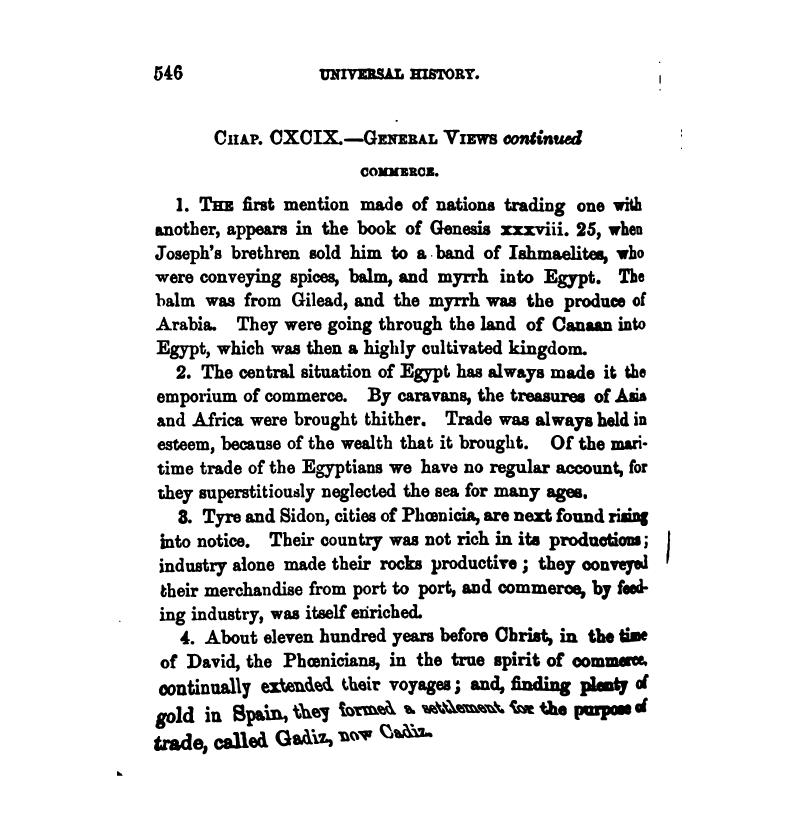 546 UNIVERSAL HISTORY.
CHAP. CXCIX.—GENERAL VIEWS continued
COMMERCE.
1. THE first mention made of nations trading one with
another, appears in the book of Genesis xxxviii. 25, when
Joseph's brethren sold him to a band of Ishmaelites, who
were conveying spices, balm, and myrrh into Egypt. The
balm was from Gilead, and the myrrh was the produce of
Arabia. They were going through the land of Canaan into
Egypt, which was then a highly cultivated kingdom.
2. The central situation of Egypt has always made it the
emporium of commerce. By caravans, the treasures of Asia
and Africa were brought thither. Trade was always held in
esteem, because of the wealth that it brought. Of the mari-
time trade of the Egyptians we have no regular account, for
they superstitiously neglected the sea for many ages.
3. Tyre and Sidon, cities of Phœnicia, are next found rising
into notice. Their country was not rich in its productions;
industry alone made their rocks productive; they conveyed
their merchandise from port to port, and commerce, by feed-
ing industry, was itself enriched.
4. About eleven hundred years before Christ, in the time
of David, the Phœnicians, in the true spirit of commerce,
continually extended their voyages; and, finding plenty of
gold in Spain, they formed a settlement for the purpose of
trade, called Gadiz, now Cadiz.